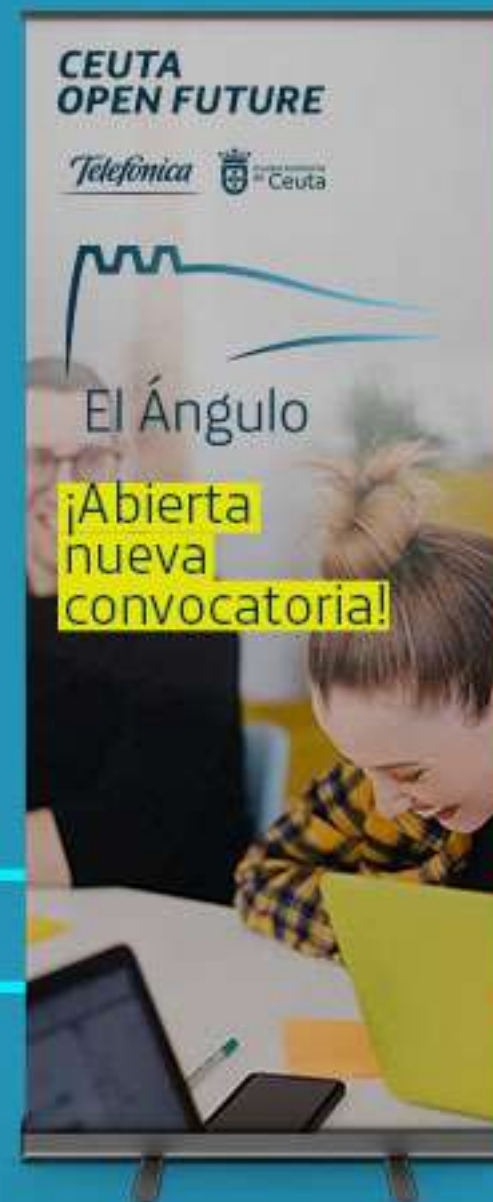 CEUTA
OPEN FUTURE
Telefónica
Ceuta
El Ángulo
¡Abierta
nueva
convocatoria!